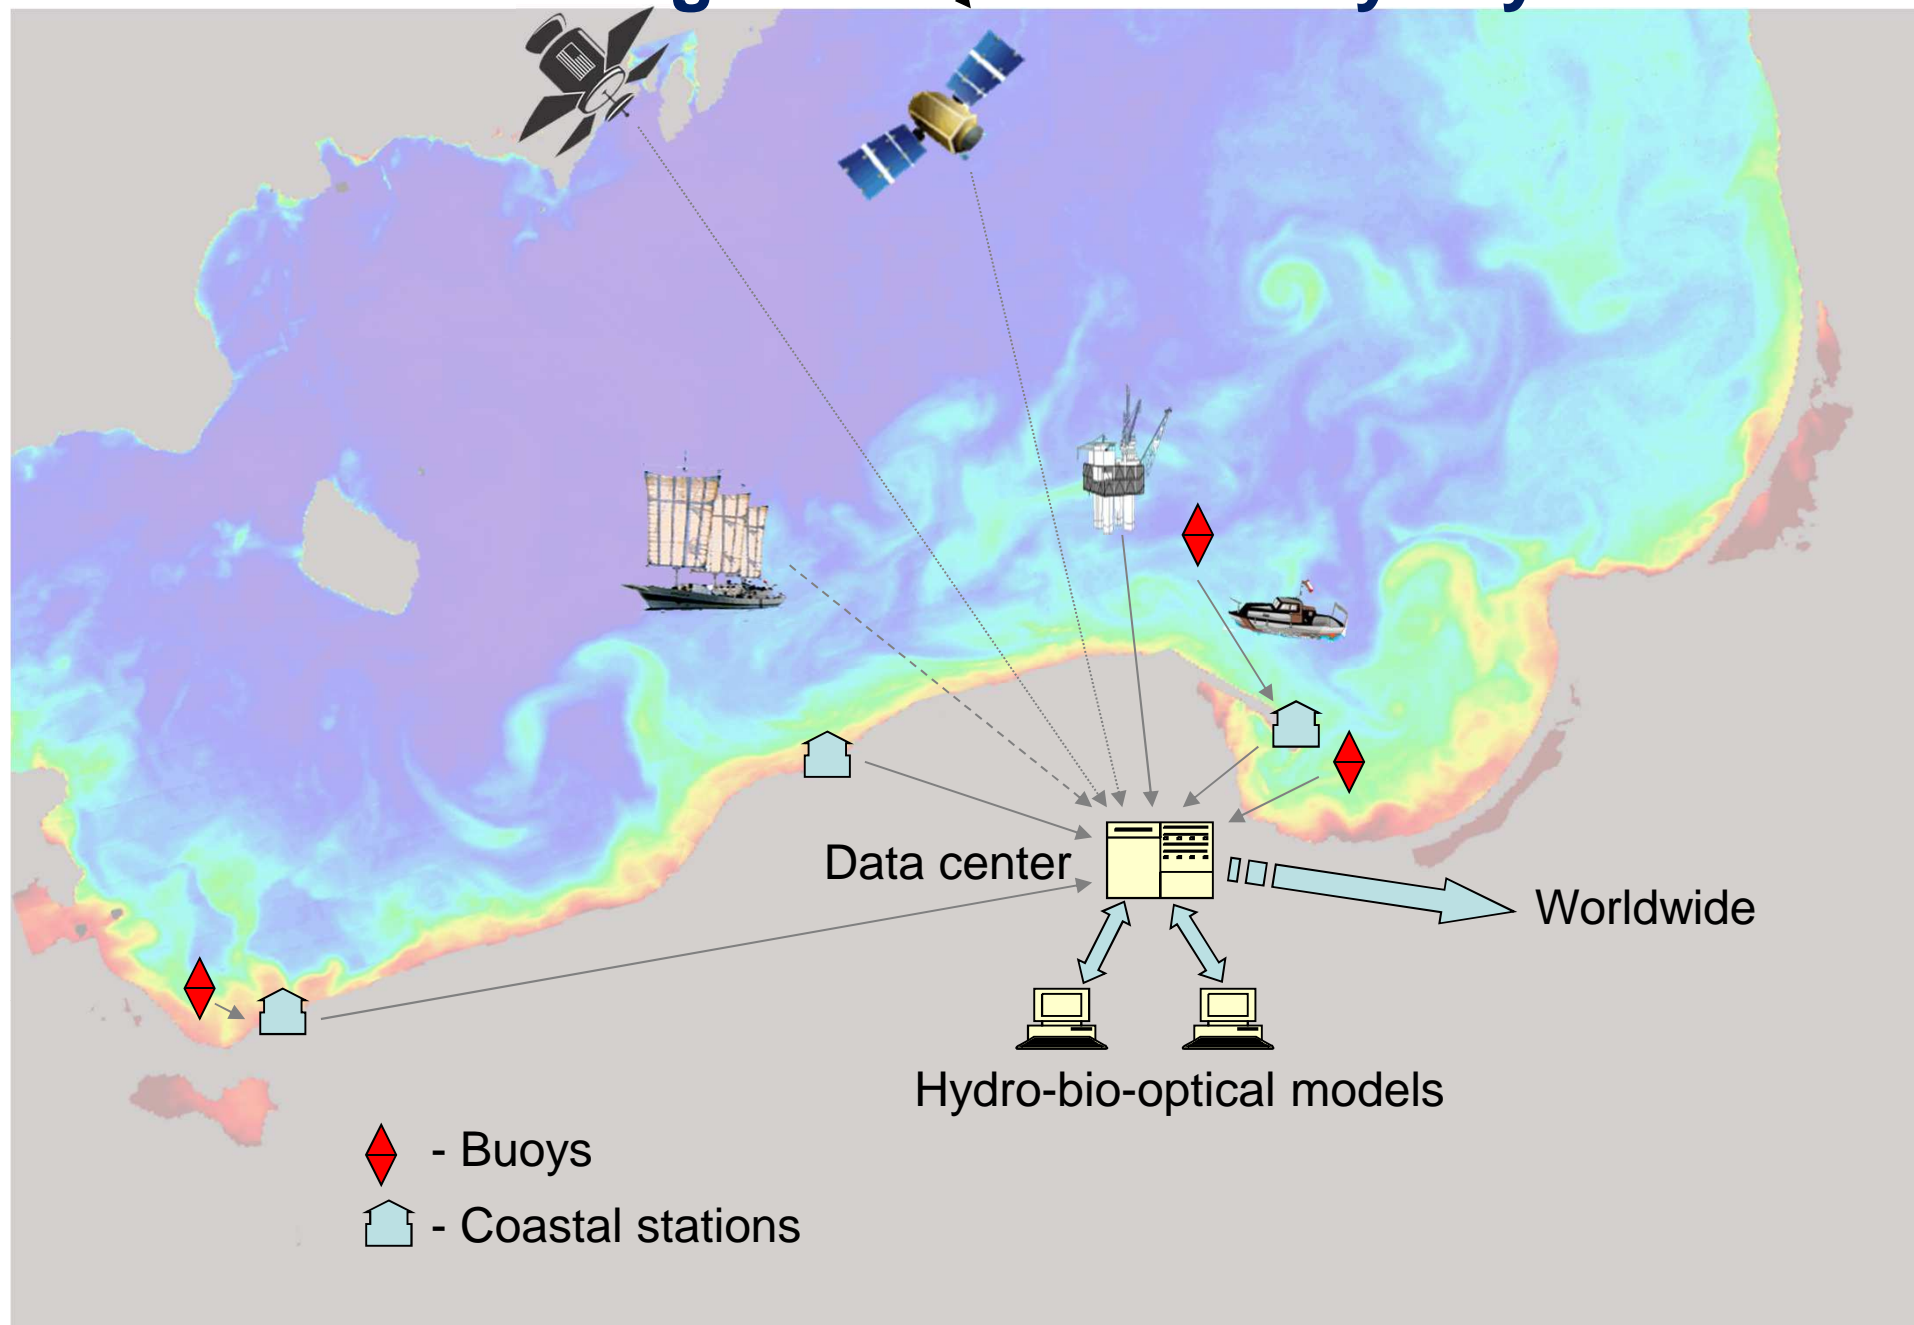 Data center
Worldwide
Hydro-bio-optical models
- Buoys
- Coastal stations